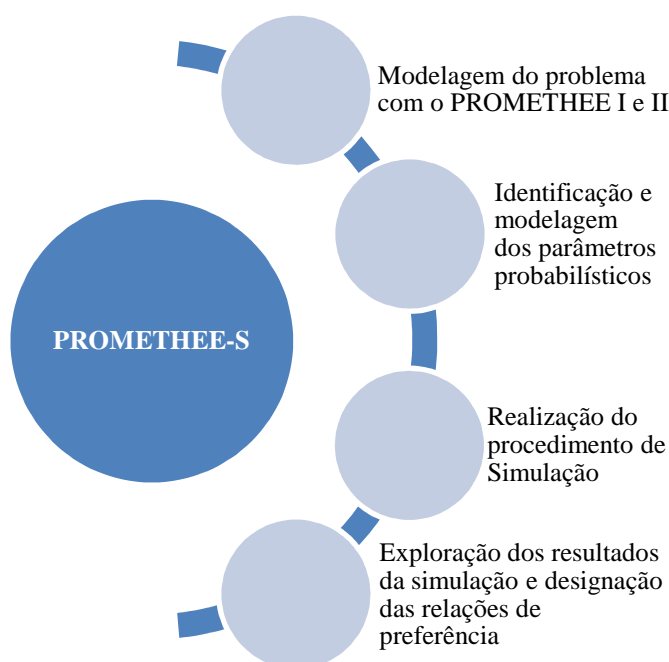 Modelagem do problema
com o PROMETHEE I e II
Identificação e
modelagem
dos parâmetros
probabilísticos
PROMETHEE-S
Realização do
procedimento de
Simulação
Exploração dos resultados
da simulação e designação
das relações de
preferência